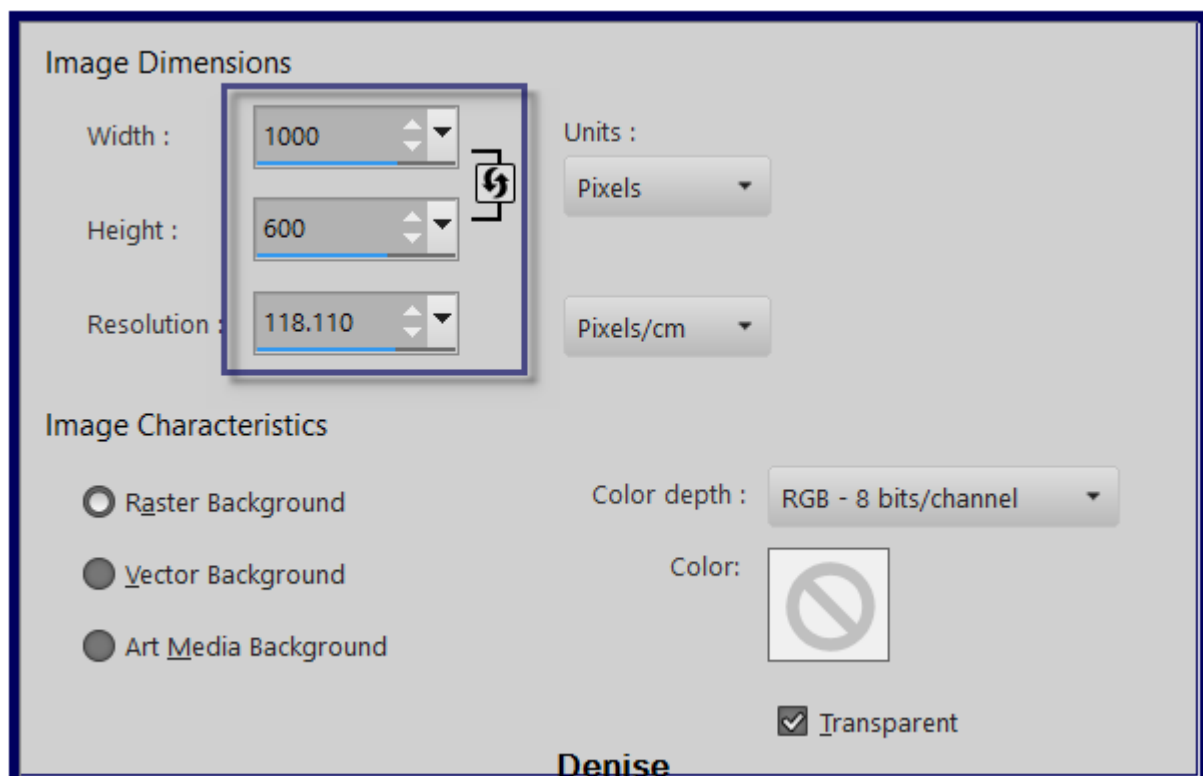 Image Dimensions
Width : 1000 Units :
Pixels
Height : 600
Resolution : 118.110 Pixels/cm
Image Characteristics
Raster Background Color depth : RGB - 8 bits/channel
Vector Background Color:
Art Media Background
Transparent
Denise